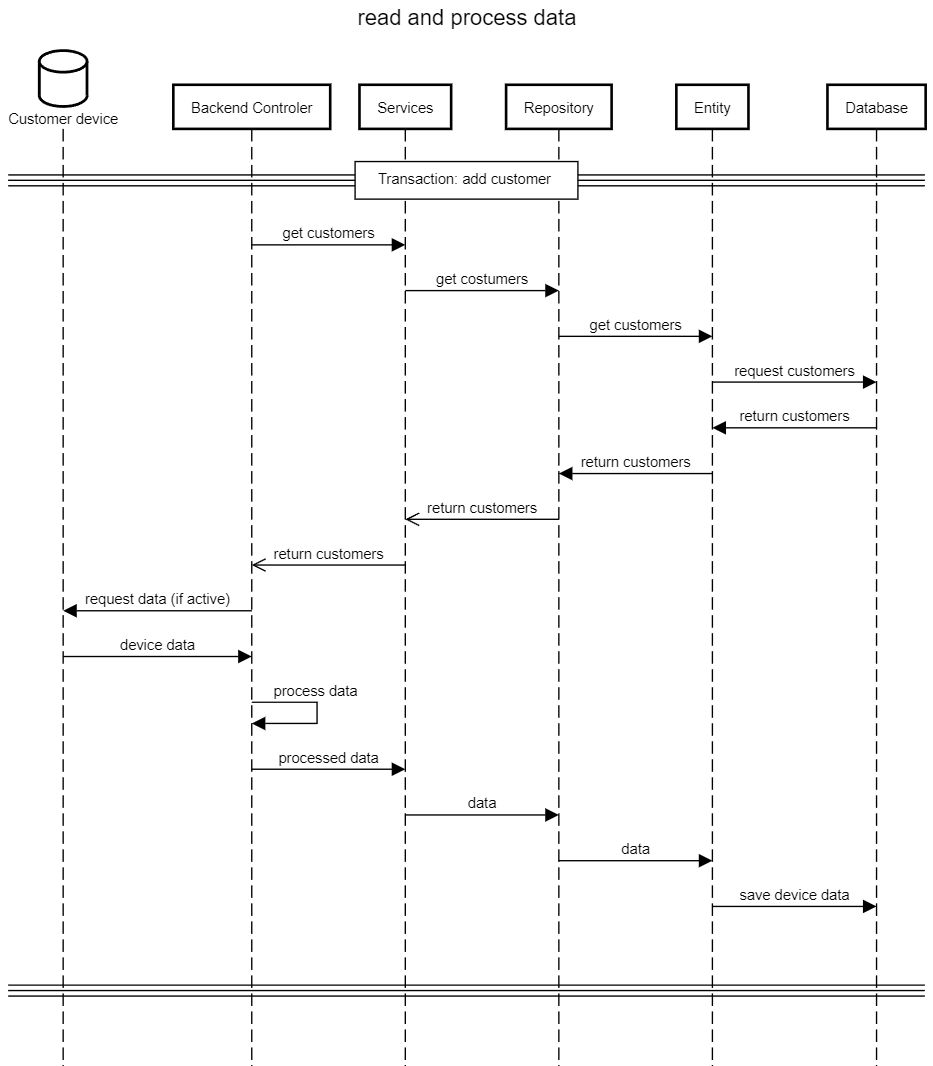 read and process data
Customer device
Backend Controler
Services
Repository
Entity
Database
Transaction: add customer
get customers
get costumers
get customers
request customers
return customers
return customers
return customers
return customers
request data (if active)
device data
process data
processed data
data
data
save device data